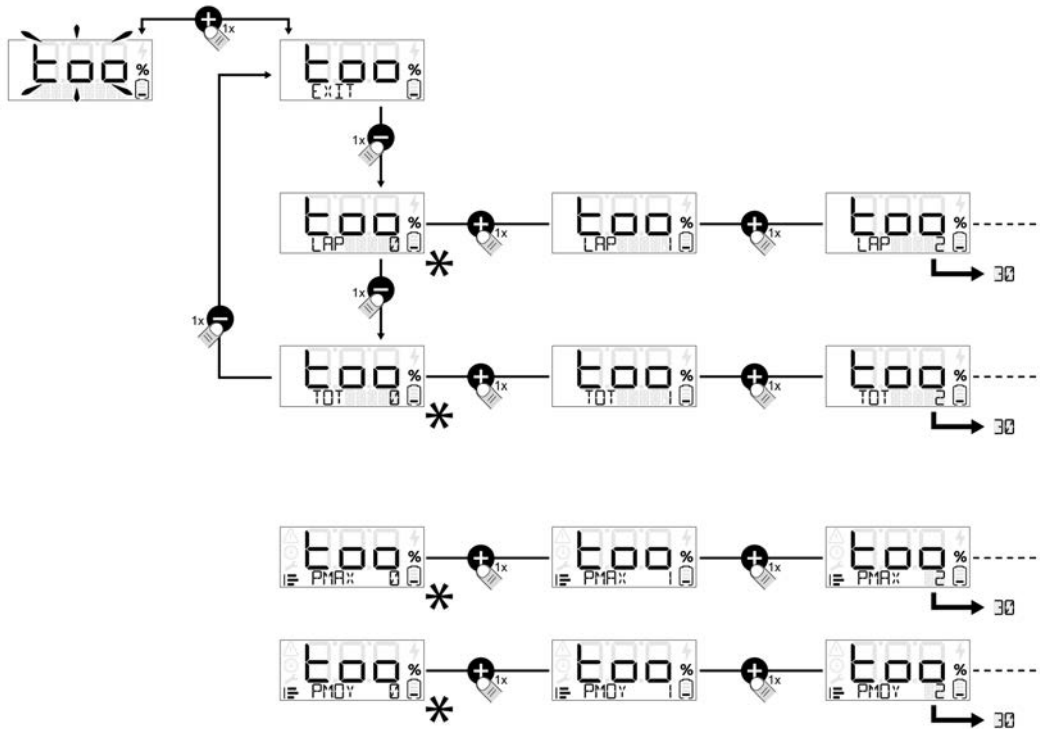 1x
too % too %
EXIT
1x
too % too % too %
LAP 0 1x LAP 1 1x LAP 2
*
30
1x
1x
too % too % too %
TOT 0 1x TOT 1 1x TOT 2
*
30
too % too % too %
PMAX 0 1x PMAX 1 1x PMAX 2
*
30
too % too % too %
PMOY 0 1x PMOY 1 1x PMOY 2
*
30